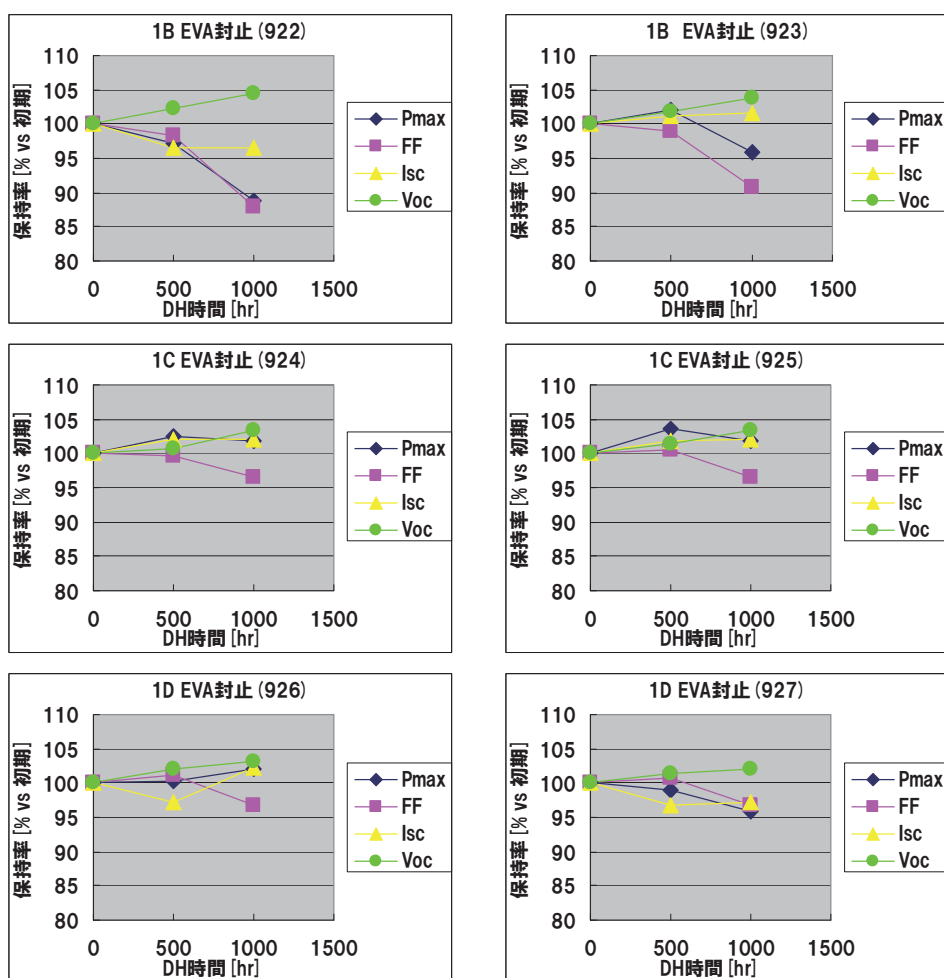 1B EVA封止(922)
保持率[% vs 初期]
110
105
100
95
90
85
80
0 500 1000 1500
DH時間[hr]
Pmax
FF
Isc
Voc
1B EVA封止(923)
保持率[% vs 初期]
110
105
100
95
90
85
80
0 500 1000 1500
DH時間[hr]
Pmax
FF
Isc
Voc
1C EVA封止(924)
保持率[% vs 初期]
110
105
100
95
90
85
80
0 500 1000 1500
DH時間[hr]
Pmax
FF
Isc
Voc
1C EVA封止(925)
保持率[% vs 初期]
110
105
100
95
90
85
80
0 500 1000 1500
DH時間[hr]
Pmax
FF
Isc
Voc
1D EVA封止(926)
保持率[% vs 初期]
110
105
100
95
90
85
80
0 500 1000 1500
DH時間[hr]
Pmax
FF
Isc
Voc
1D EVA封止(927)
保持率[% vs 初期]
110
105
100
95
90
85
80
0 500 1000 1500
DH時間[hr]
Pmax
FF
Isc
Voc